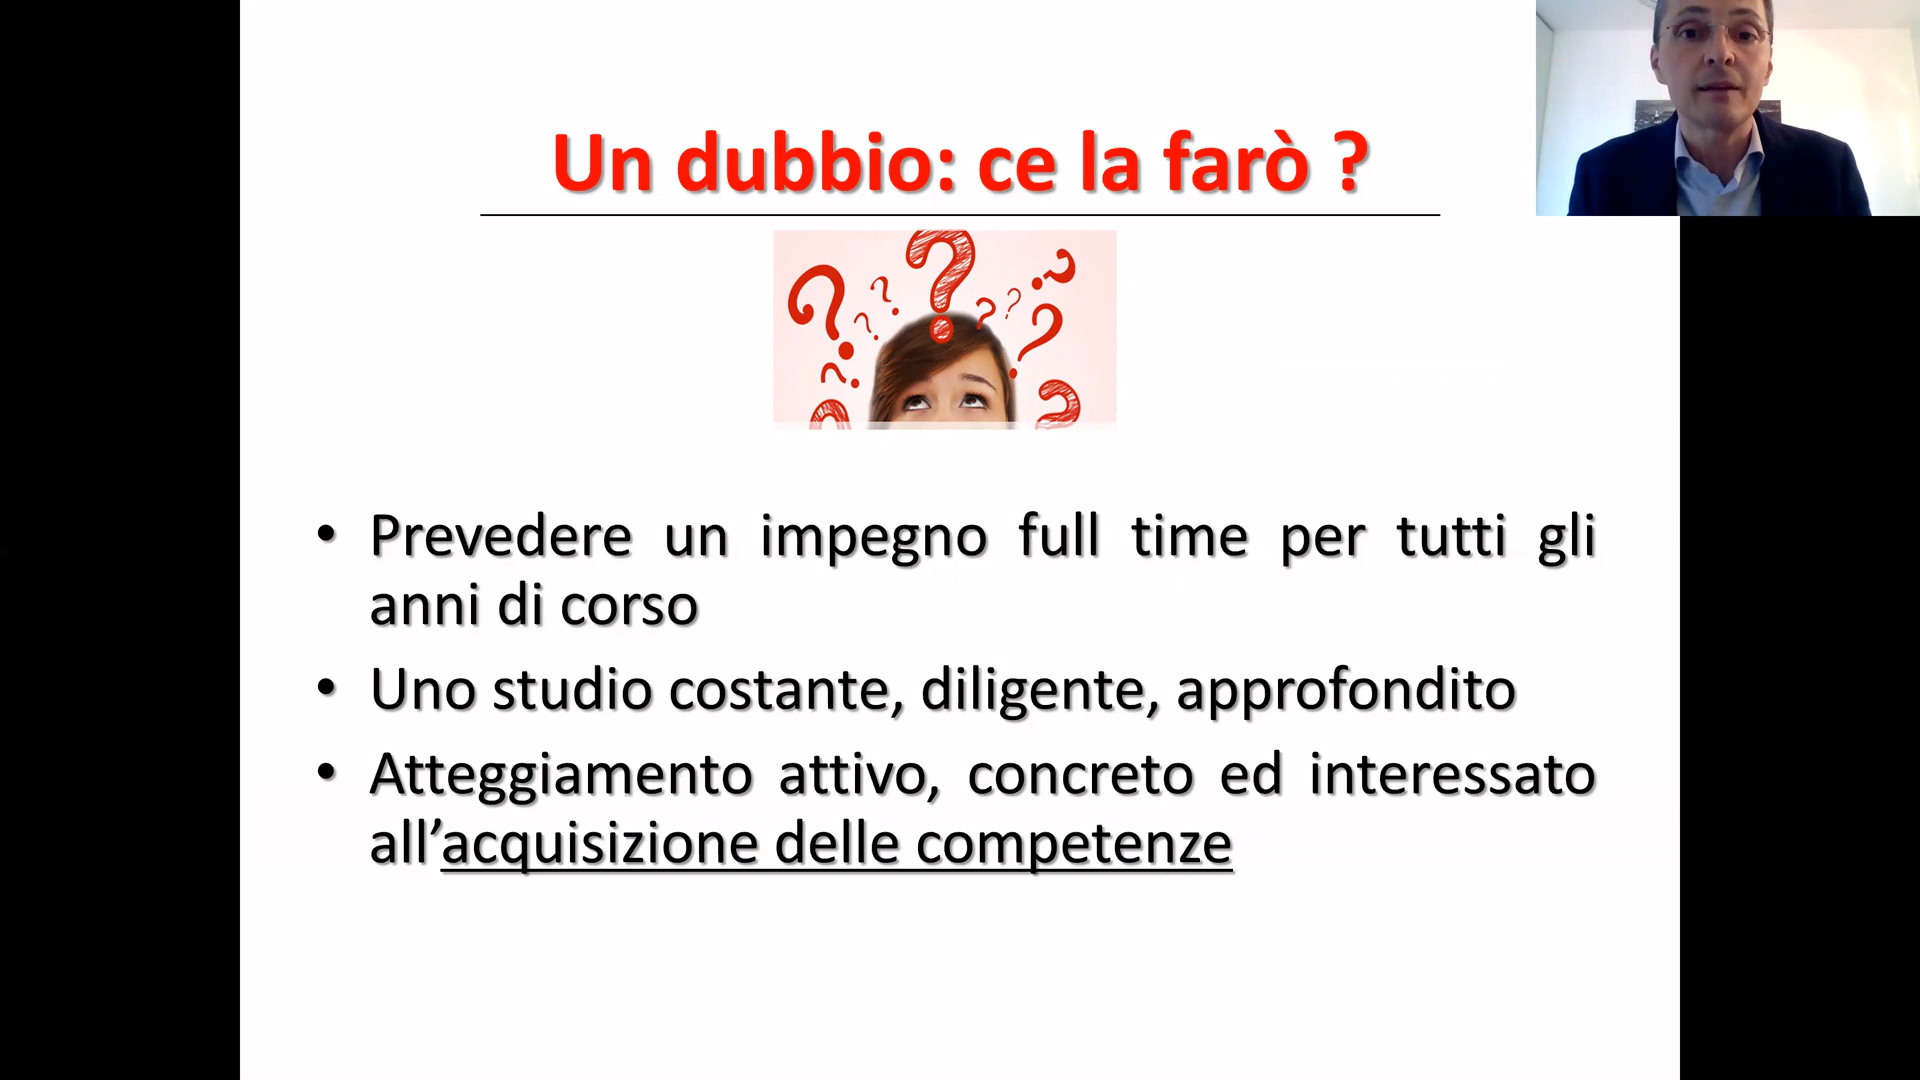 Un dubbio: ce la farò ?
• Prevedere un impegno full time per tutti gli
anni di corso
• Uno studio costante, diligente, approfondito
• Atteggiamento attivo, concreto ed interessato
all’acquisizione delle competenze